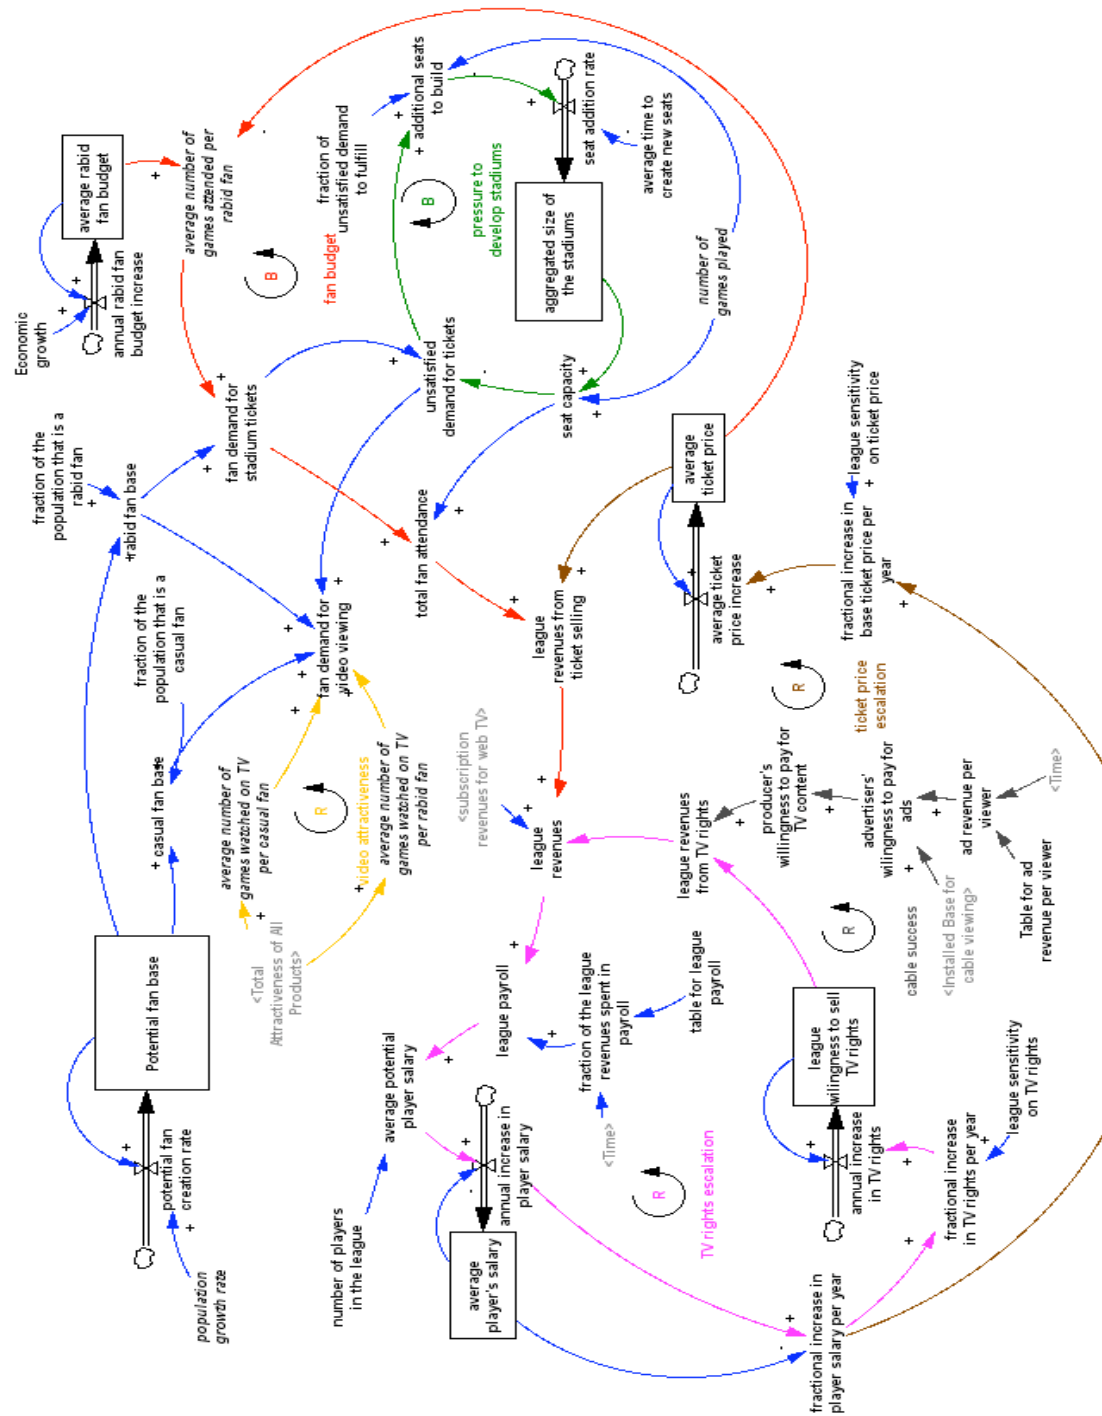 Economic
growth
annual rabid fan
budget increase
average rabid
fan budget
average number of
games attended per
rabid fan
B
fan budget
fraction of
unsatisfied demand
to fulfill
additional seats
to build
B
pressure to
develop stadiums
seat addition rate
average time to
create new seats
aggregated size of
the stadiums
number of
games played
seat capacity
unsatisfied
demand for tickets
fan demand for
stadium tickets
fraction of the
population that is a
rabid fan
rabid fan base
fraction of the
population that is a
casual fan
casual fan base
fan demand for
video viewing
total fan attendance
league
revenues from
ticket selling
average
ticket price
average ticket
price increase
fractional increase in
base ticket price per
year
league sensitivity
on ticket price
R
ticket price
escalation
average number of
games watched on TV
per casual fan
R
video attractiveness
average number of
games watched on TV
per rabid fan
<Total
Attractiveness of All
Products>
Potential fan base
potential fan
creation rate
population
growth rate
<subscription
revenues for web TV>
league
revenues
league revenues
from TV rights
producer's
willingness to pay for
TV content
advertisers'
willingness to pay for
ads
ad revenue per
viewer
<Time>
Table for ad
revenue per viewer
<Installed Base for
cable viewing>
cable success
R
league payroll
fraction of the league
revenues spent in
payroll
table for league
payroll
<Time>
average potential
player salary
number of players
in the league
annual increase in
player salary
average
player's salary
R
TV rights escalation
league
wilingness to sell
TV rights
annual increase
in TV rights
fractional increase
in TV rights per year
league sensitivity
on TV rights
fractional increase in
player salary per year